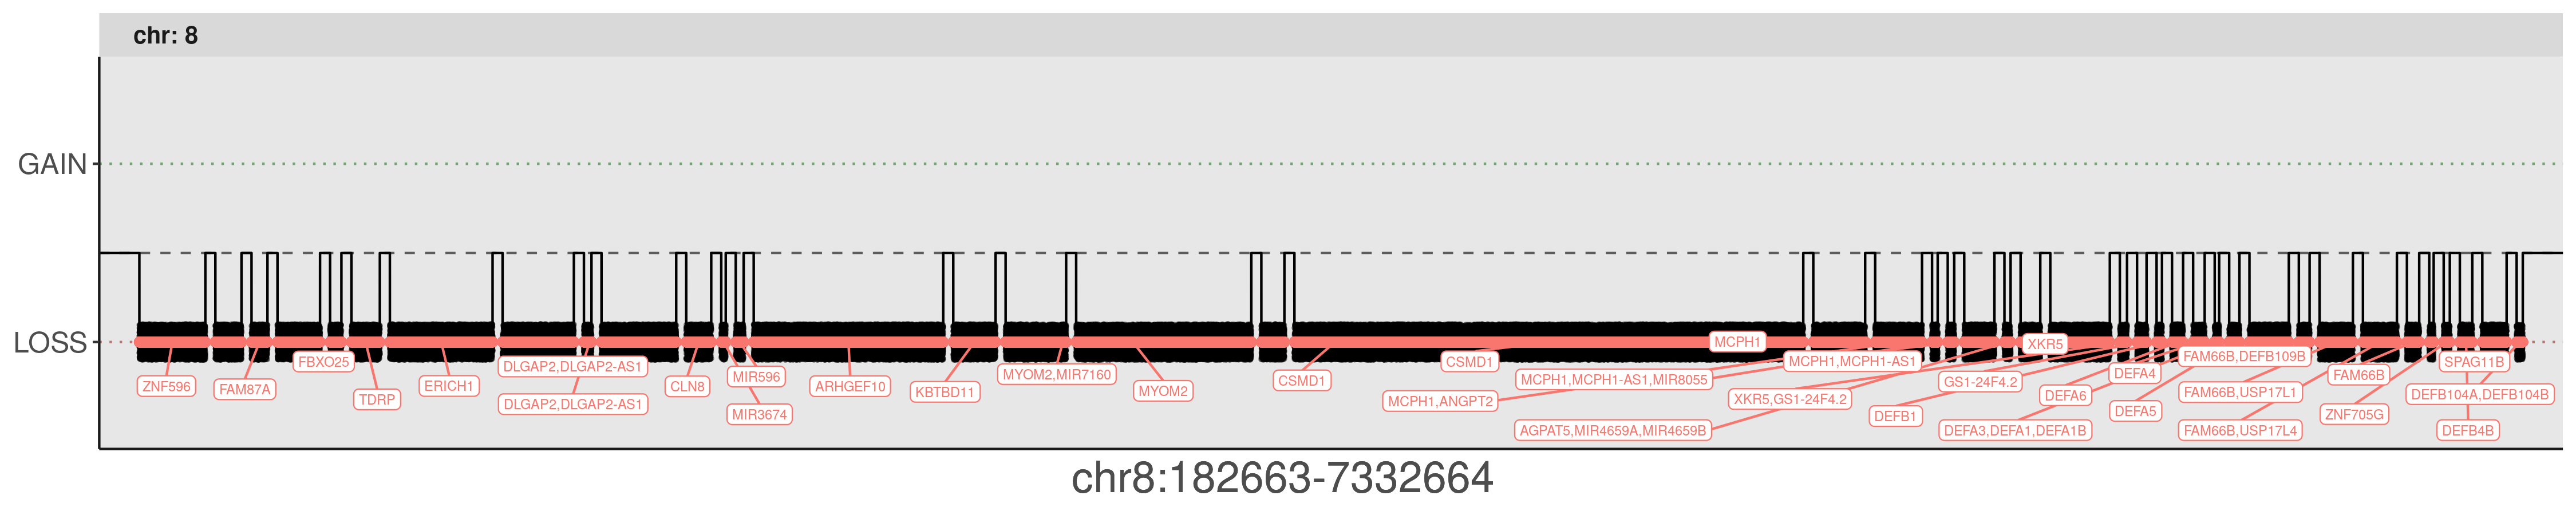 chr: 8
GAIN
LOSS
ZNF596
FAM87A
FBXO25
TDRP
ERICH1
DLGAP2,DLGAP2-AS1
DLGAP2,DLGAP2-AS1
CLN8
MIR596
MIR3674
ARHGEF10
KBTBD11
MYOM2,MIR7160
MYOM2
CSMD1
CSMD1
MCPH1,ANGPT2
MCPH1,MCPH1-AS1,MIR8055
AGPAT5,MIR4659A,MIR4659B
MCPH1
MCPH1,MCPH1-AS1
XKR5,GS1-24F4.2
DEFB1
XKR5
GS1-24F4.2
DEFA6
DEFA3,DEFA1,DEFA1B
DEFA4
DEFA5
FAM66B,DEFB109B
FAM66B,USP17L1
FAM66B,USP17L4
FAM66B
ZNF705G
SPAG11B
DEFB104A,DEFB104B
DEFB4B
chr8:182663-7332664